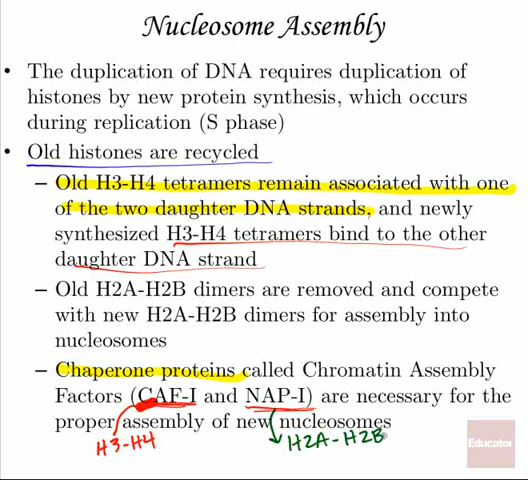 Nucleosome Assembly
• The duplication of DNA requires duplication of
histones by new protein synthesis, which occurs
during replication (S phase)
• Old histones are recycled
– Old H3-H4 tetramers remain associated with one
of the two daughter DNA strands, and newly
synthesized H3-H4 tetramers bind to the other
daughter DNA strand
– Old H2A-H2B dimers are removed and compete
with new H2A-H2B dimers for assembly into
nucleosomes
– Chaperone proteins called Chromatin Assembly
Factors (CAF-I and NAP-I) are necessary for the
proper assembly of new nucleosomes
H3-H4
H2A-H2B
Educator